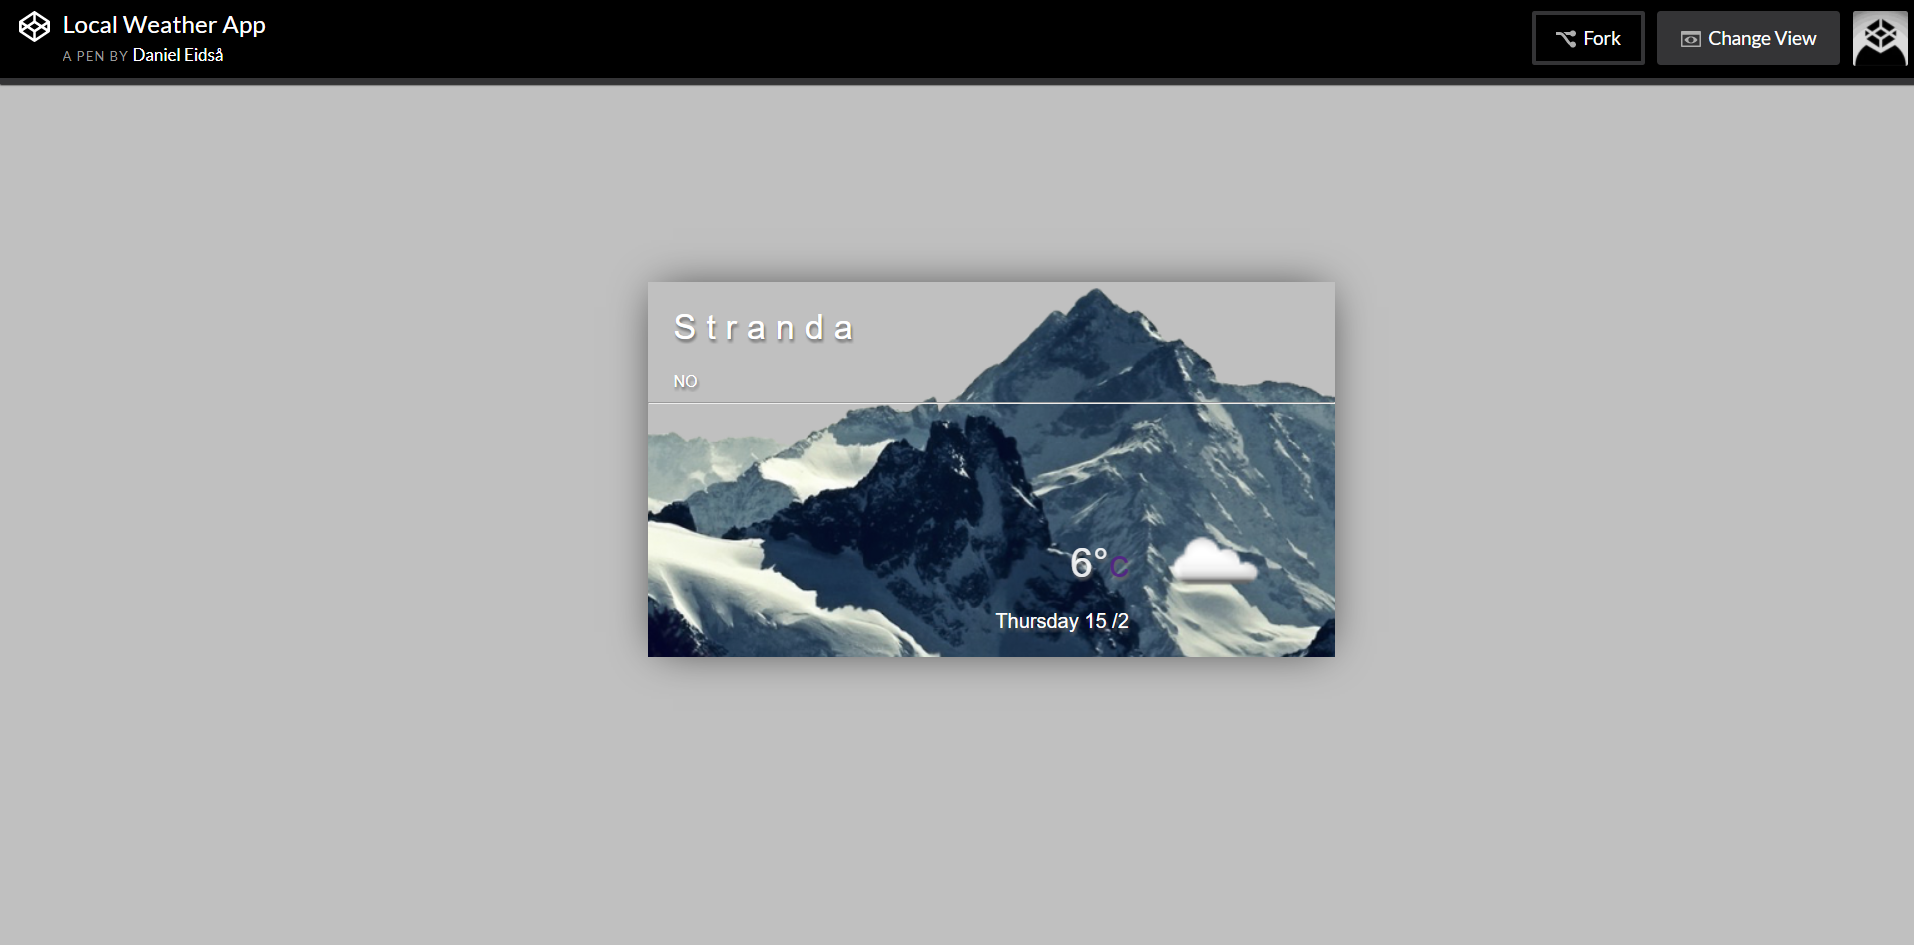 Local Weather App
A PEN BY Daniel Eidså
Fork
Change View
Stranda
NO
6°c
Thursday 15 /2